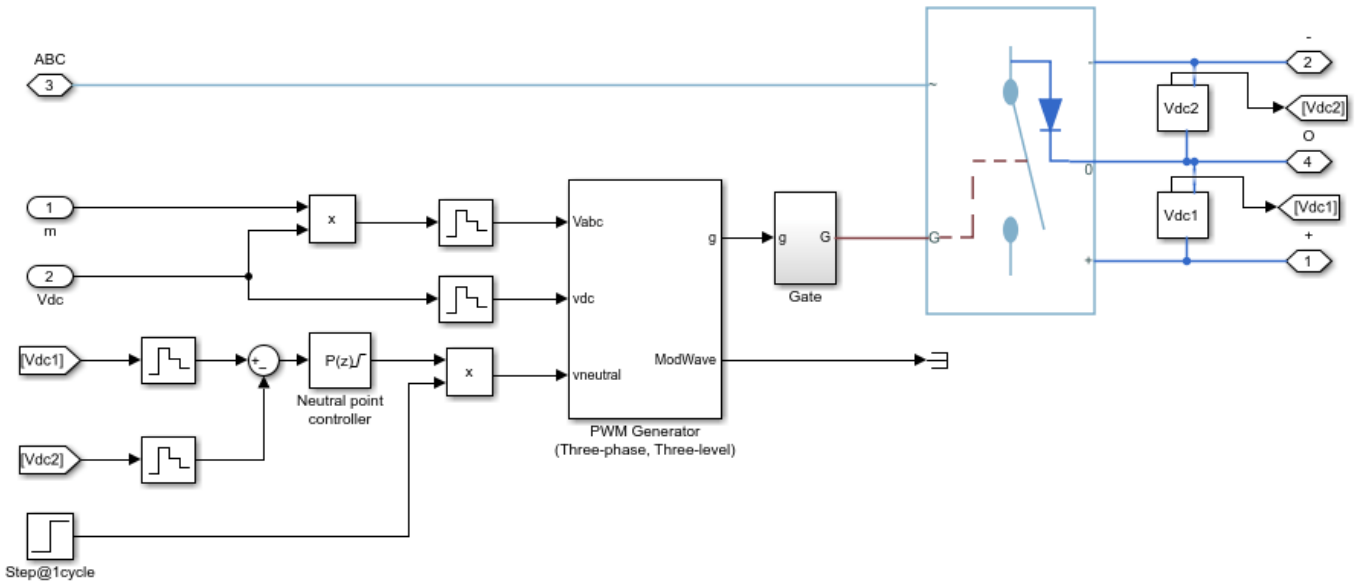 ABC
3
~
-
-
2
Vdc2
[Vdc2]
O
4
0
1
m
x
Vabc
g
g
G
G
Gate
Vdc1
[Vdc1]
+
+
1
2
Vdc
vdc
[Vdc1]
+
−
P(z)
Neutral point
controller
x
vneutral
ModWave
PWM Generator
(Three-phase, Three-level)
[Vdc2]
Step@1cycle